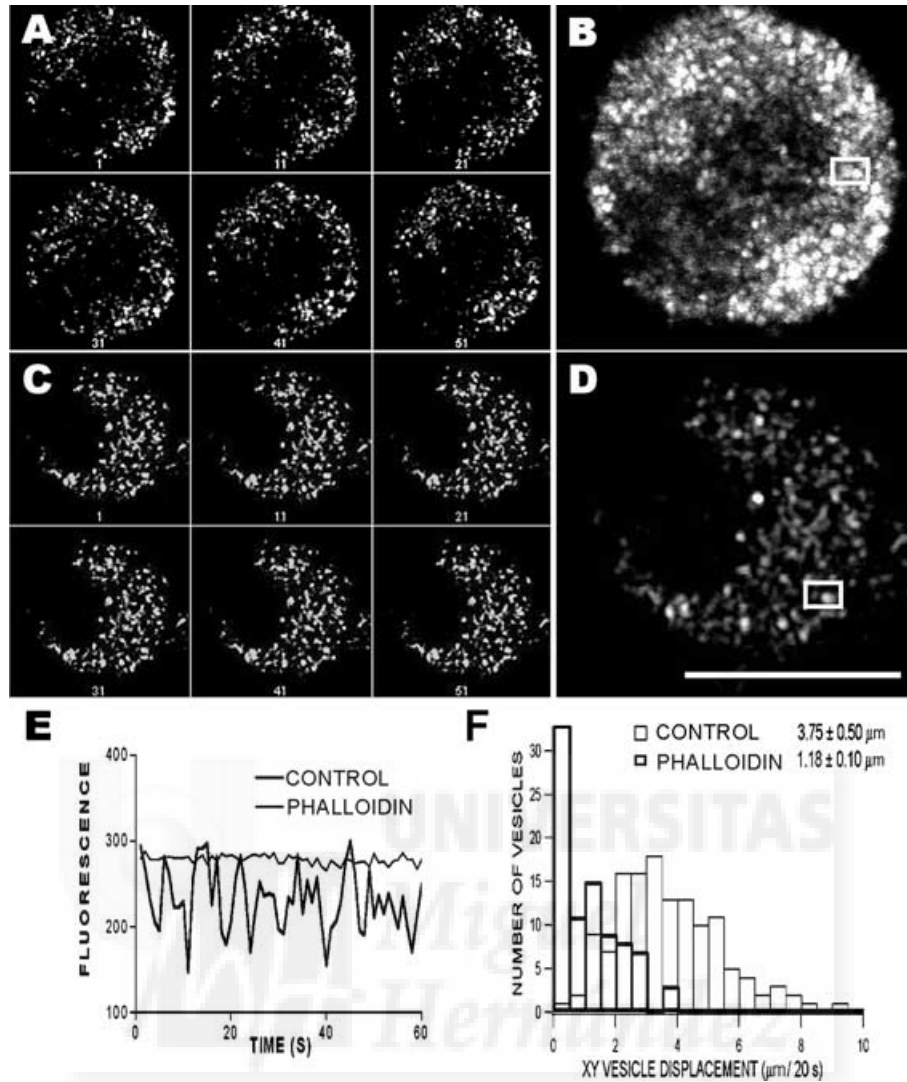 A
B
1
11
21
31
41
51
C
D
1
11
21
31
41
51
E
400
300
200
100
FLUORESCENCE
CONTROL
PHALLOIDIN
0
20
40
60
TIME (S)
F
30
25
20
15
10
5
0
NUMBER OF VESICLES
CONTROL 3.75 ± 0.50 µm
PHALLOIDIN 1.18 ± 0.10 µm
0
2
4
6
8
10
XY VESICLE DISPLACEMENT (µm/ 20 s)
UNIVERSITAS
Miguel
Hernández